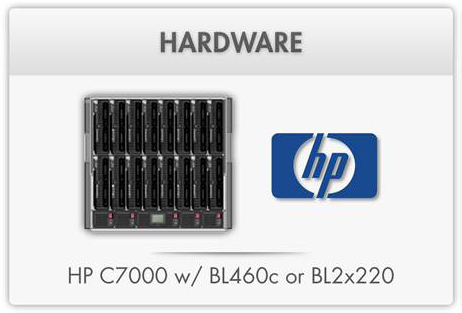 HARDWARE
hp
HP C7000 w/ BL460c or BL2x220